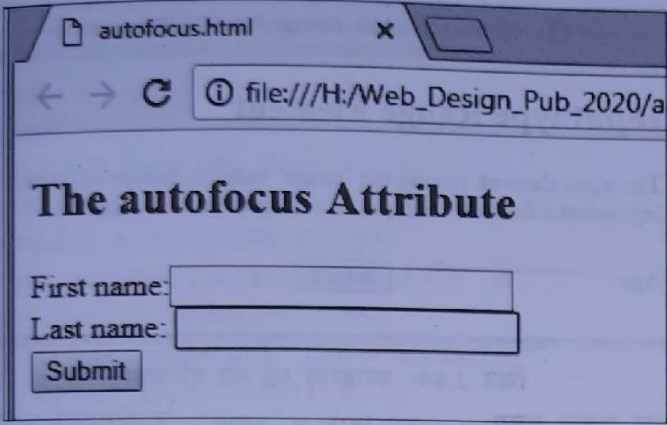 autofocus.html
file:///H:/Web_Design_Pub_2020/a
The autofocus Attribute
First name:
Last name:
Submit